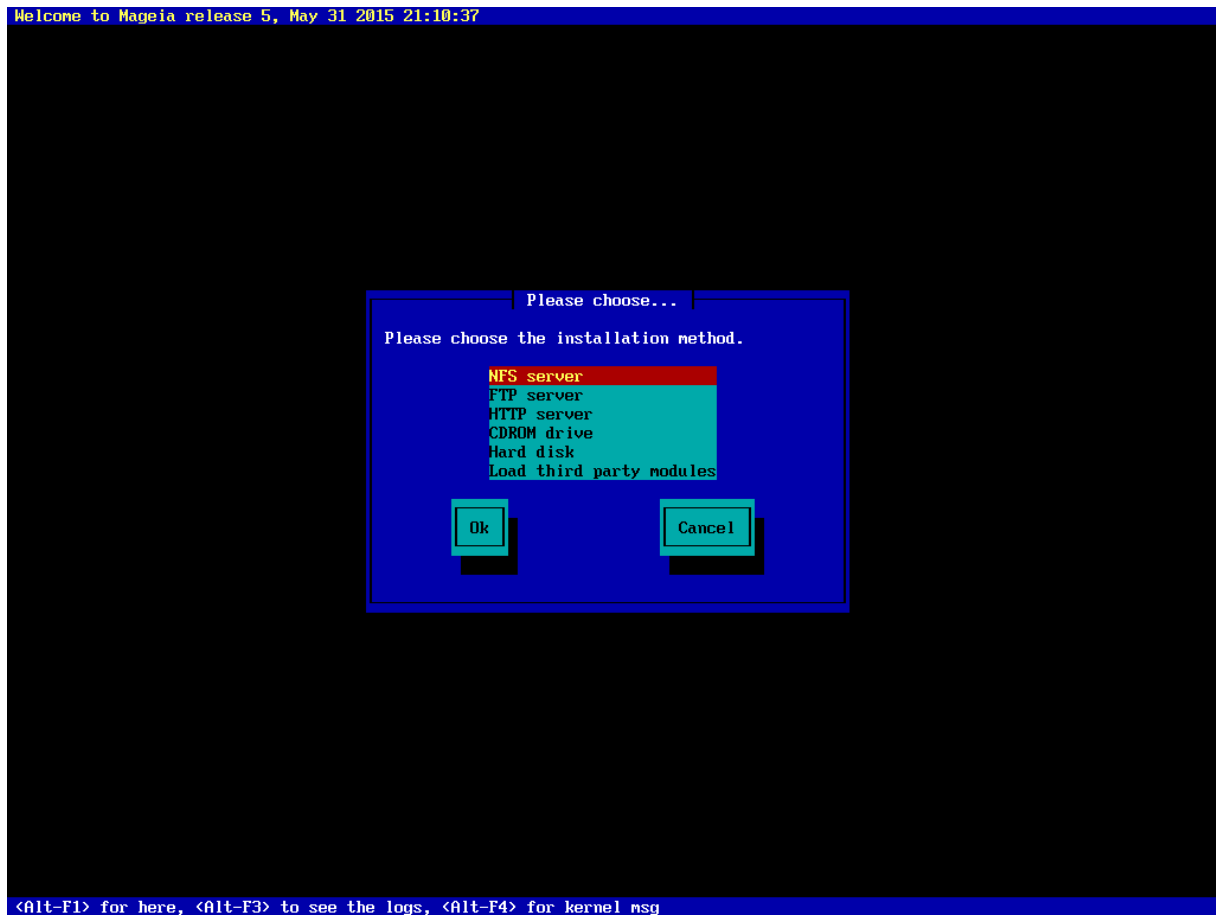 Welcome to Mageia release 5, May 31 2015 21:10:37
Please choose...
Please choose the installation method.
NFS server
FTP server
HTTP server
CDROM drive
Hard disk
Load third party modules
Ok Cancel
<Alt-F1> for here, <Alt-F3> to see the logs, <Alt-F4> for kernel msg